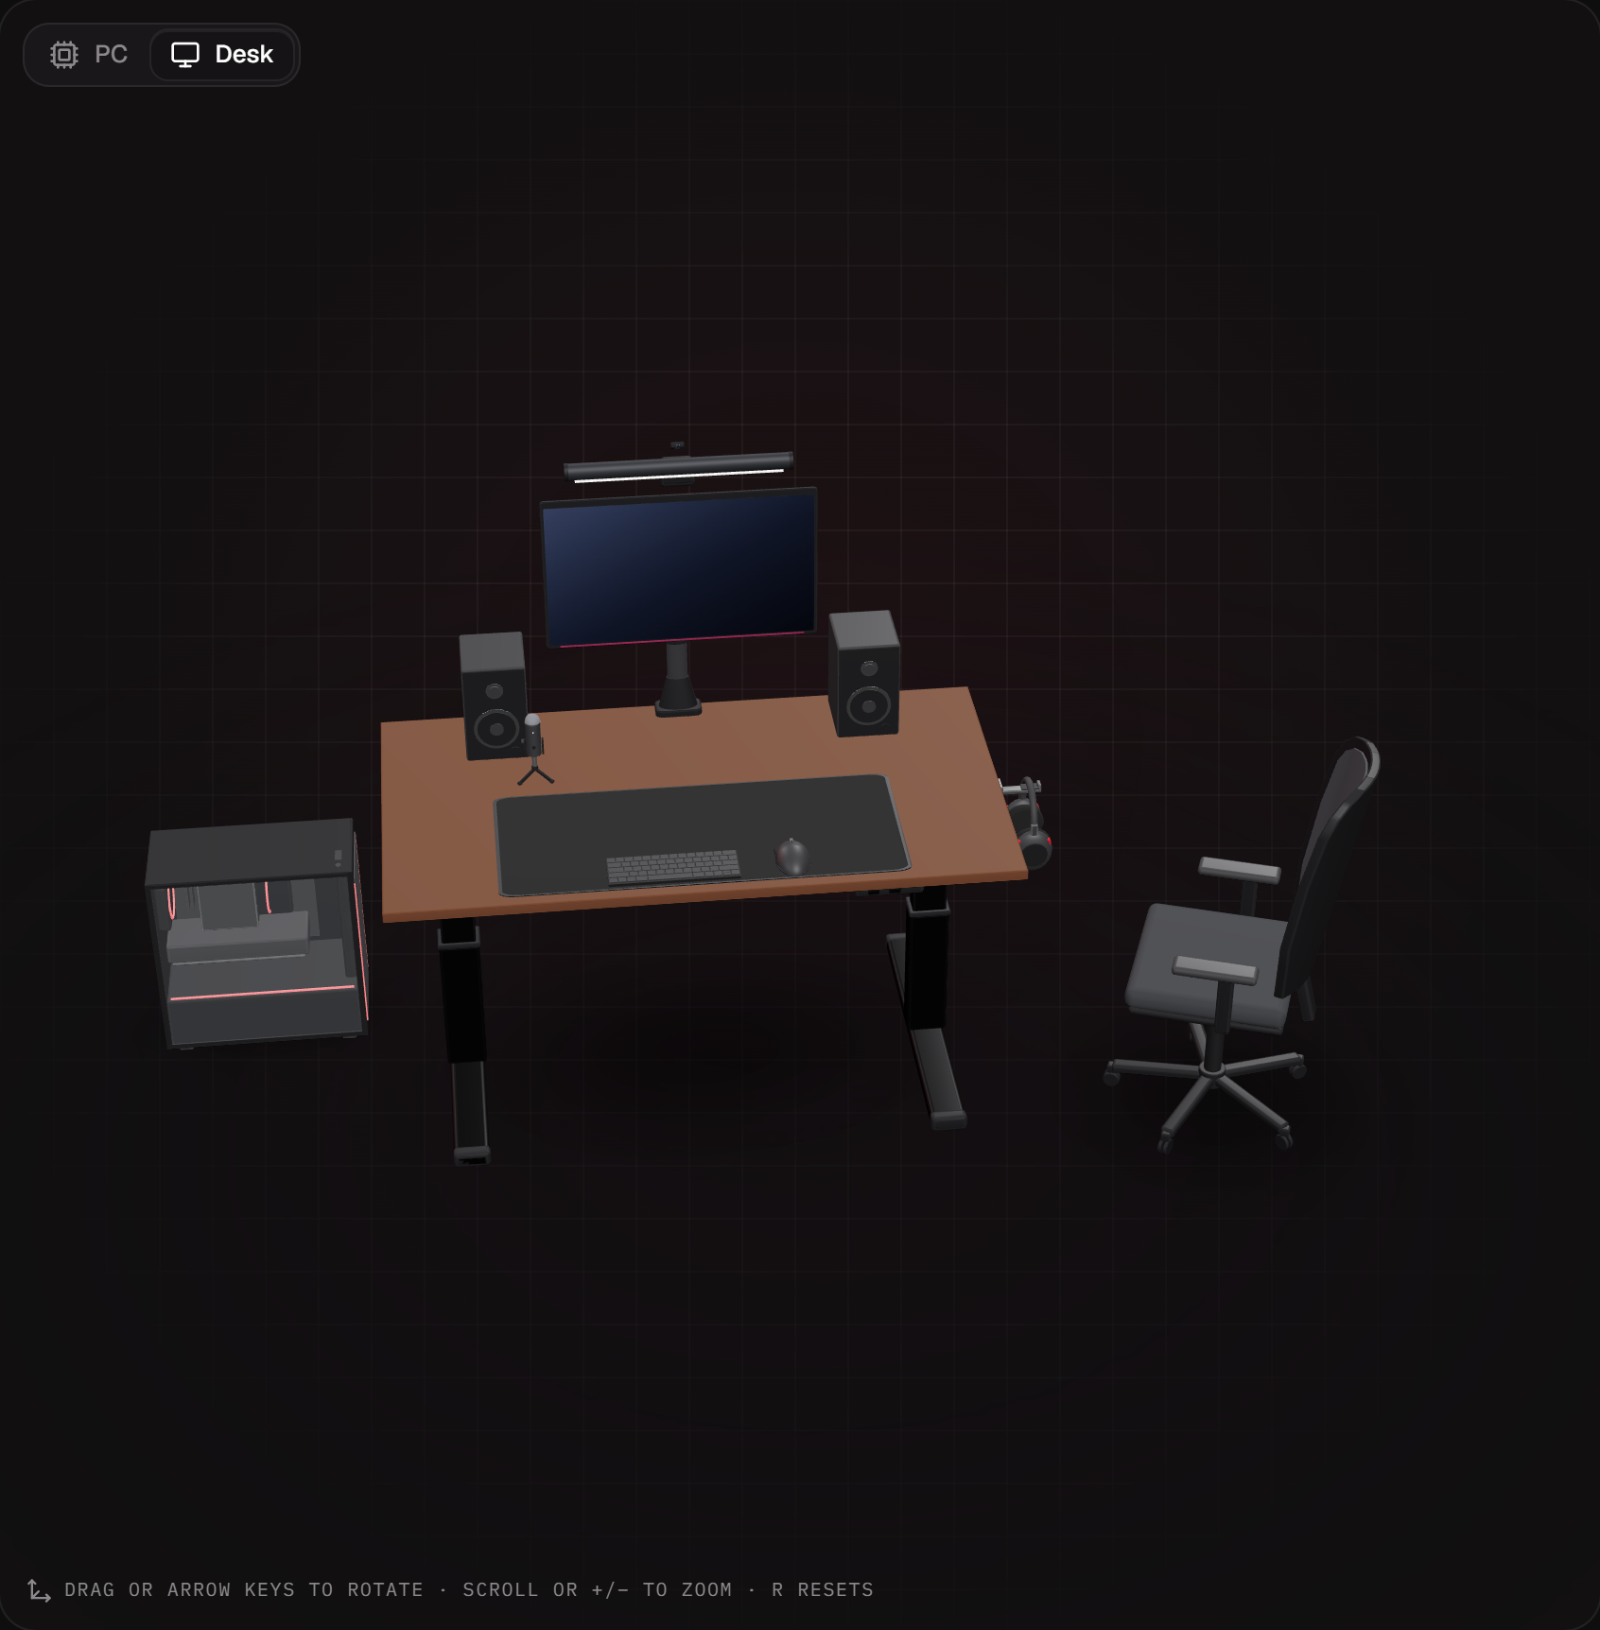 PC
Desk
DRAG OR ARROW KEYS TO ROTATE · SCROLL OR +/− TO ZOOM · R RESETS